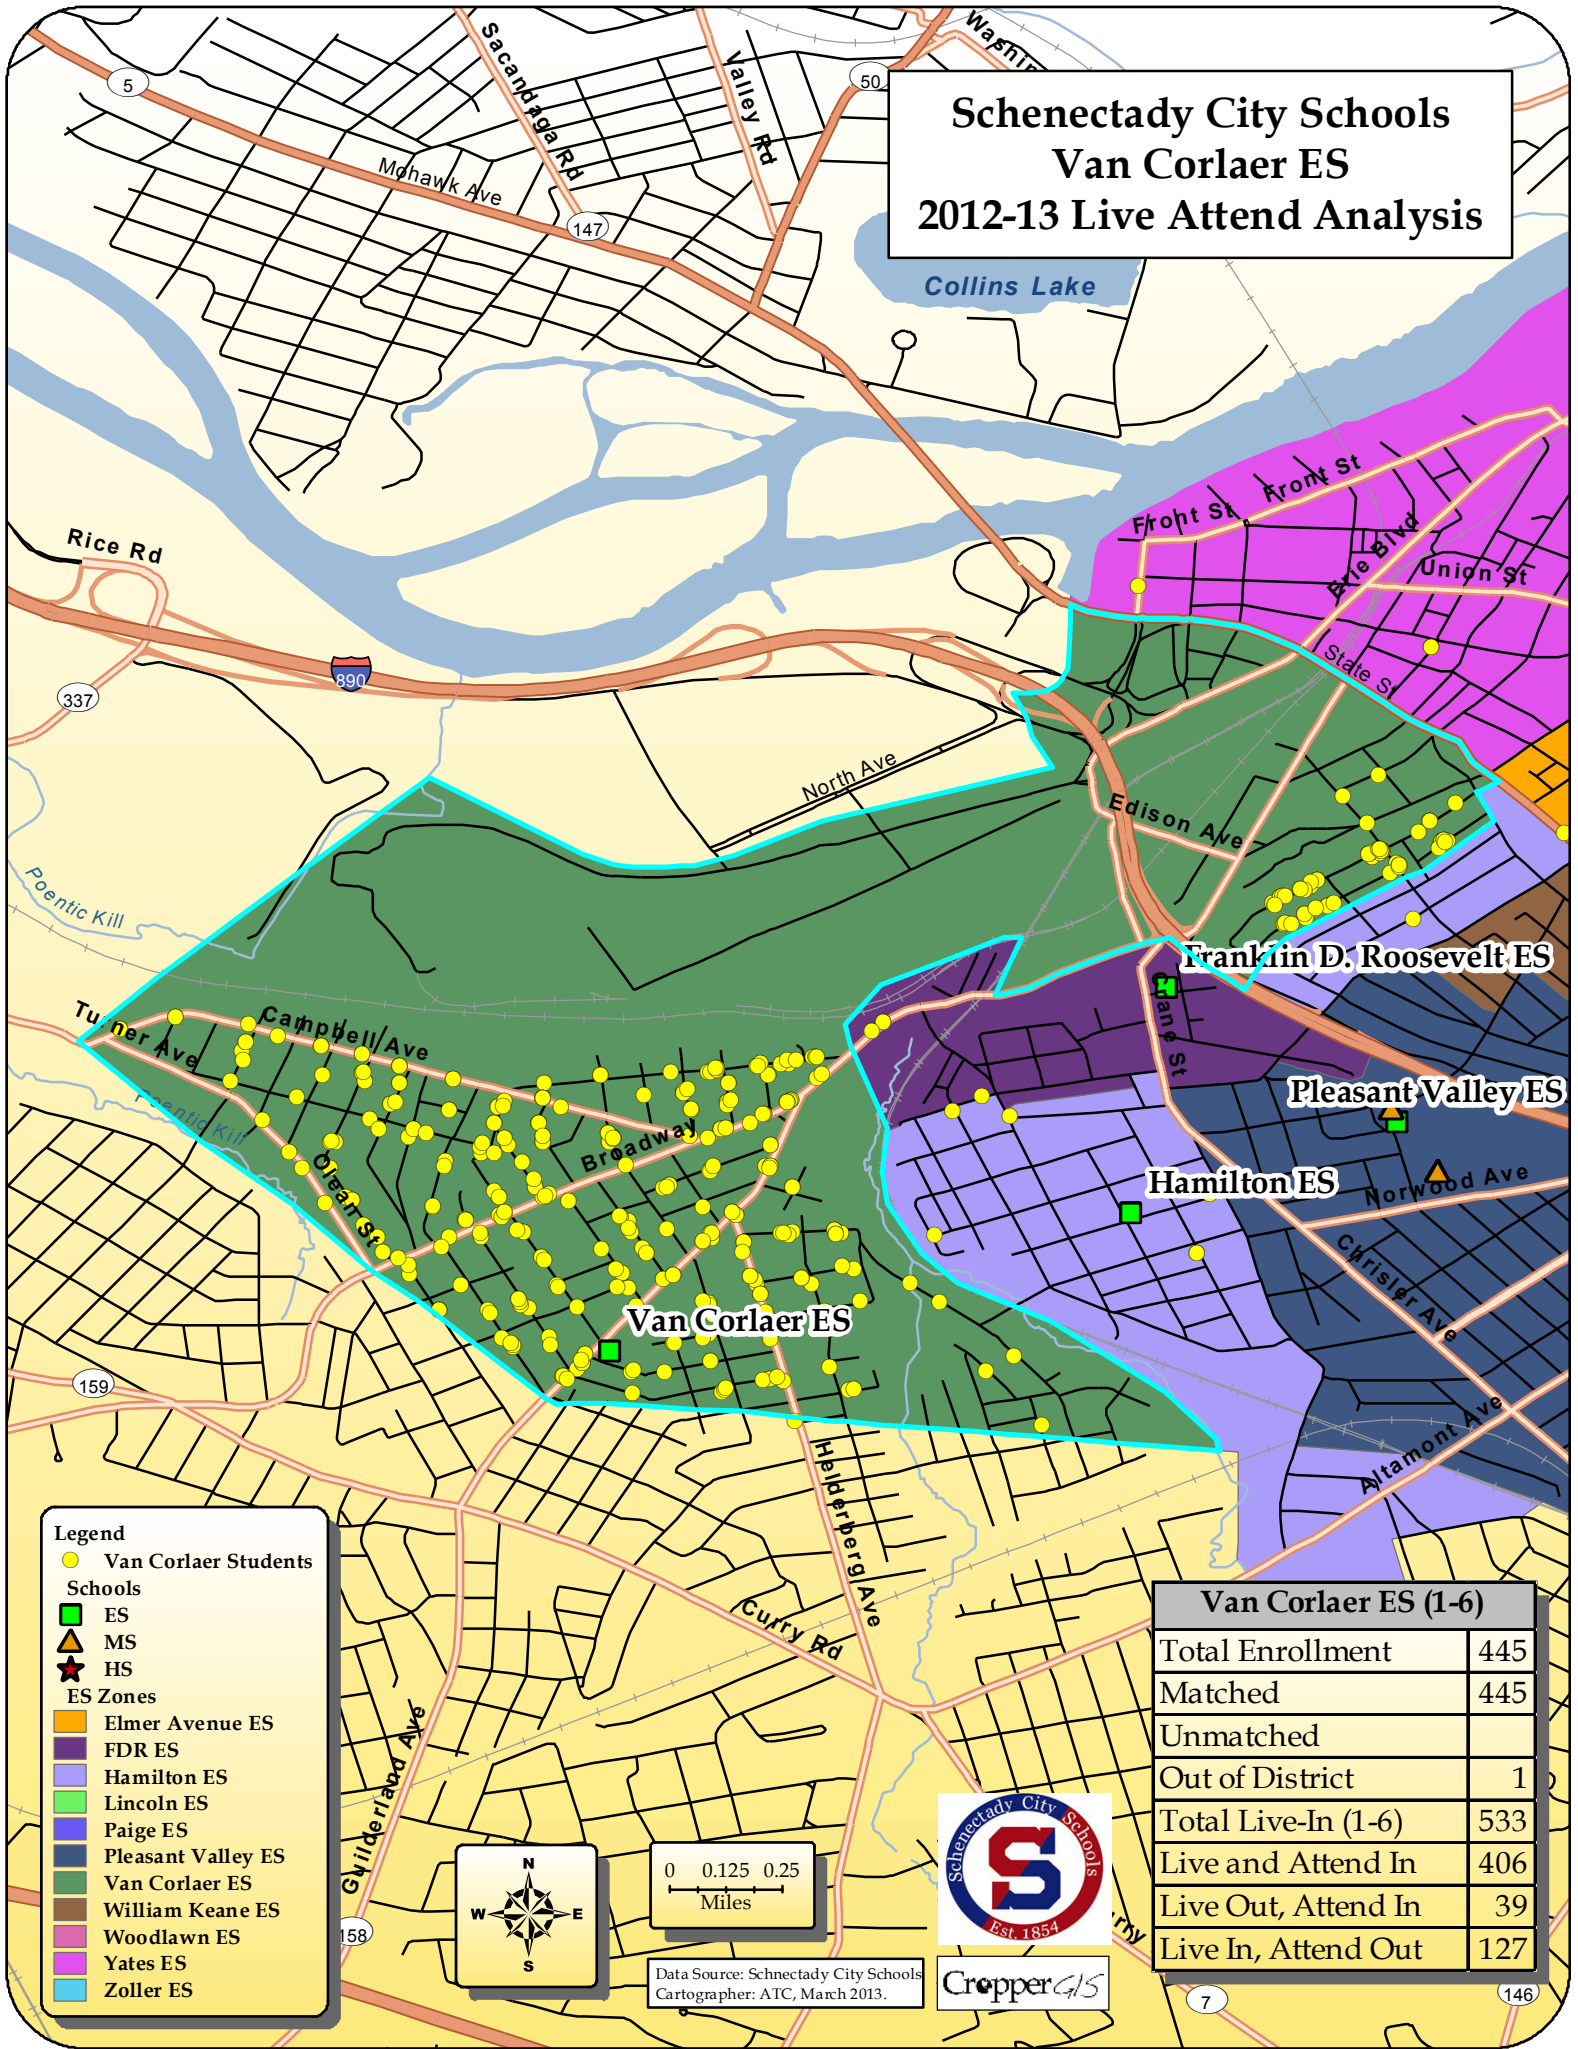 Schenectady City Schools
Van Corlaer ES
2012-13 Live Attend Analysis
5
Sacandaga Rd
Valley Rd
50
Mohawk Ave
147
Collins Lake
Rice Rd
Front St
Front St
Erie Blvd
Union St
State St
890
337
North Ave
Edison Ave
Poentic Kill
Franklin D. Roosevelt ES
Crane St
Turner Ave
Campbell Ave
Poentic Kill
Pleasant Valley ES
Broadway
Olean St
Hamilton ES
Norwood Ave
Chrisler Ave
Van Corlaer ES
159
Altamont Ave
Helderberg Ave
Curry Rd
Guilderland Ave
158
7
146
Legend
Van Corlaer Students
Schools
ES
MS
HS
ES Zones
Elmer Avenue ES
FDR ES
Hamilton ES
Lincoln ES
Paige ES
Pleasant Valley ES
Van Corlaer ES
William Keane ES
Woodlawn ES
Yates ES
Zoller ES
N
W E
S
0 0.125 0.25
Miles
Data Source: Schnectady City Schools
Cartographer: ATC, March 2013.
Schenectady City Schools
S
Est. 1854
Cropper GIS
Van Corlaer ES (1-6)
Total Enrollment 445
Matched 445
Unmatched
Out of District 1
Total Live-In (1-6) 533
Live and Attend In 406
Live Out, Attend In 39
Live In, Attend Out 127